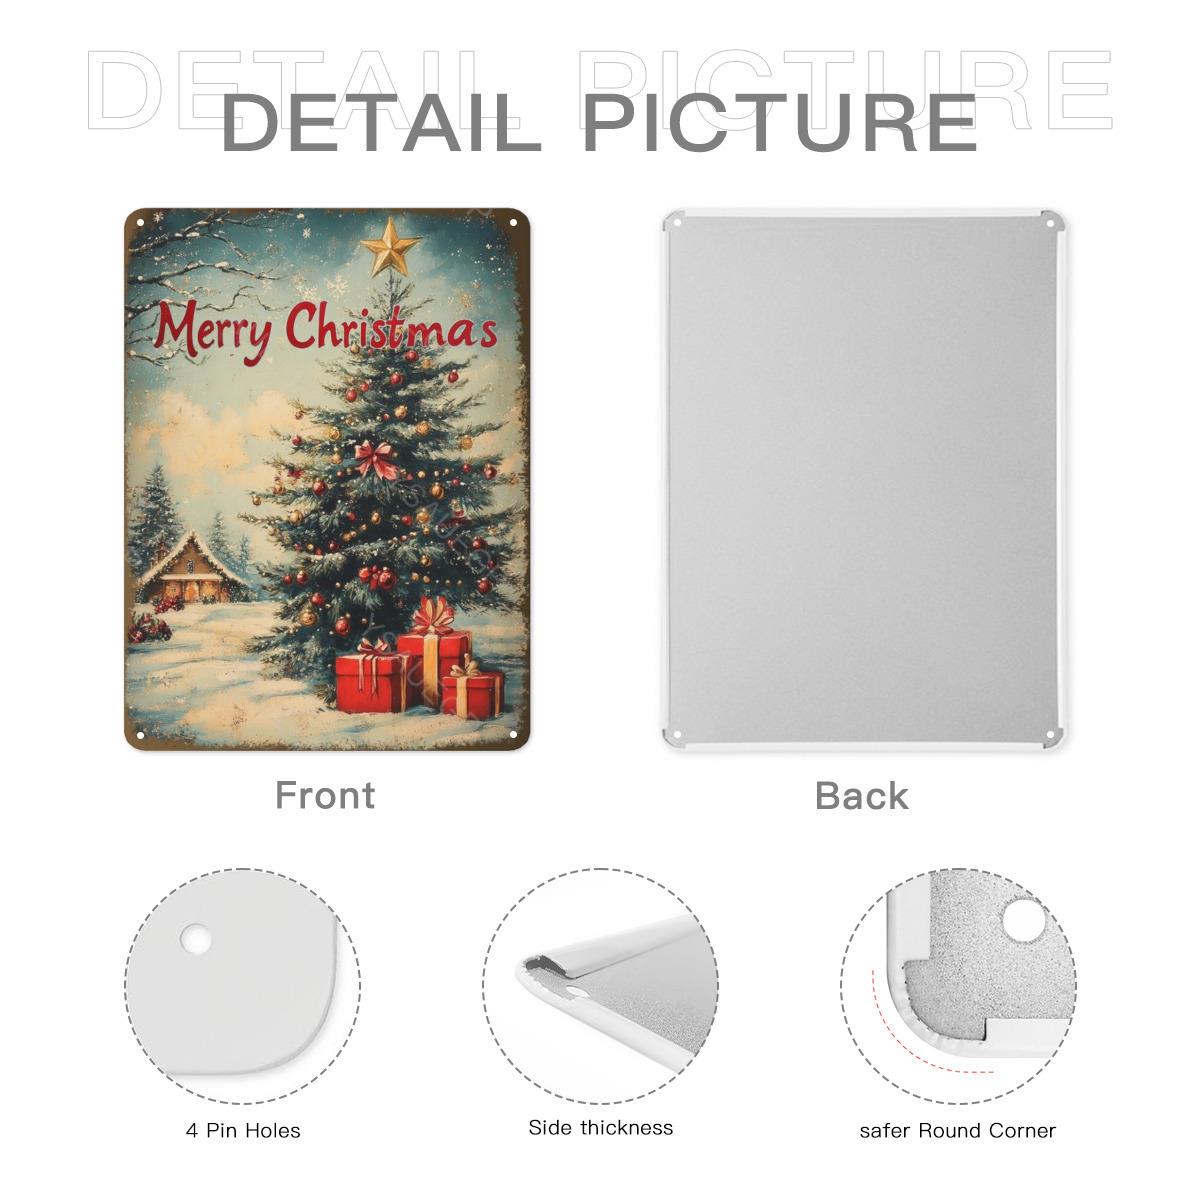 DETAIL PICTURE
DETAIL PICTURE
Merry Christmas
Front
Back
4 Pin Holes
Side thickness
safer Round Corner